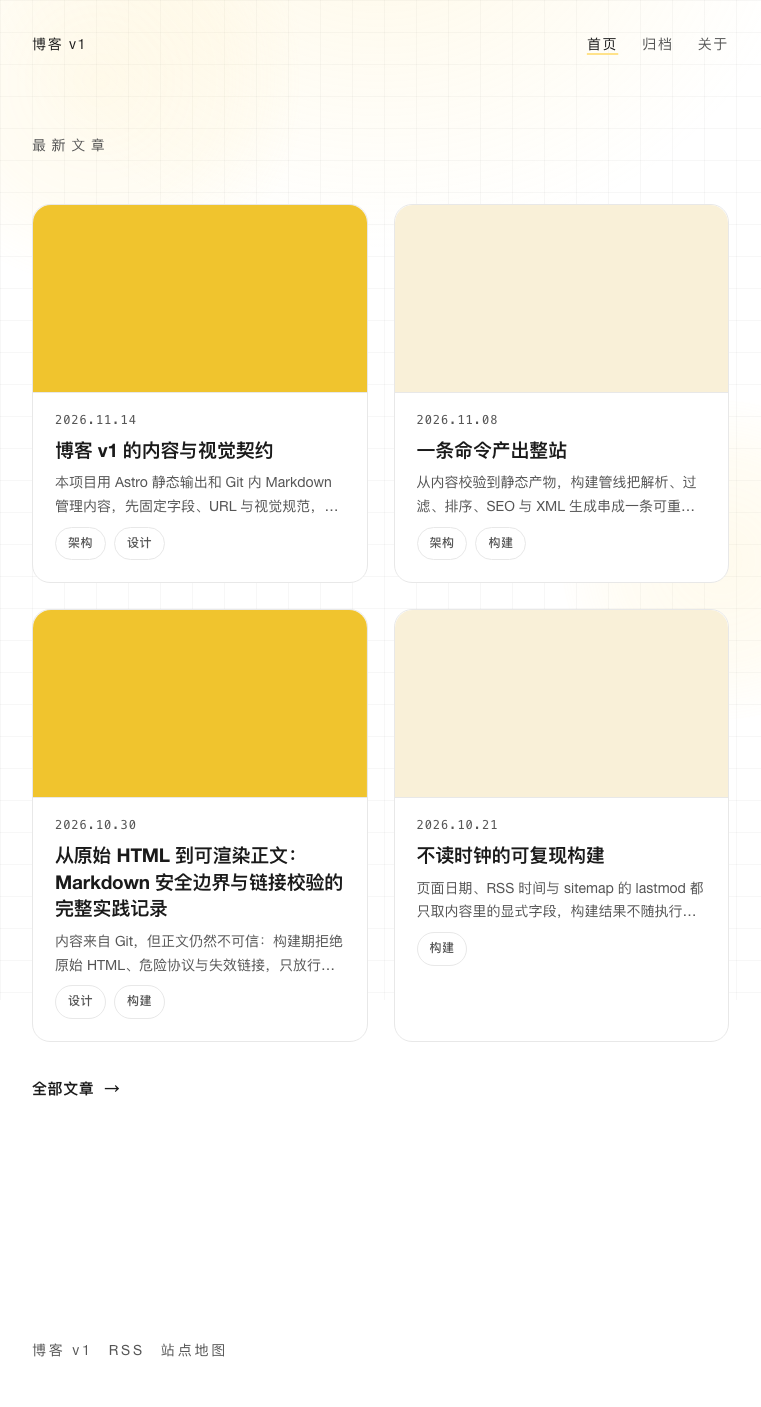 博客 v1
首页 归档 关于
最新文章
2026.11.14
博客 v1 的内容与视觉契约
本项目用 Astro 静态输出和 Git 内 Markdown
管理内容，先固定字段、URL 与视觉规范，…
架构 设计
2026.11.08
一条命令产出整站
从内容校验到静态产物，构建管线把解析、过
滤、排序、SEO 与 XML 生成串成一条可重…
架构 构建
2026.10.30
从原始 HTML 到可渲染正文：
Markdown 安全边界与链接校验的
完整实践记录
内容来自 Git，但正文仍然不可信：构建期拒绝
原始 HTML、危险协议与失效链接，只放行…
设计 构建
2026.10.21
不读时钟的可复现构建
页面日期、RSS 时间与 sitemap 的 lastmod 都
只取内容里的显式字段，构建结果不随执行…
构建
全部文章 →
博客 v1 RSS 站点地图